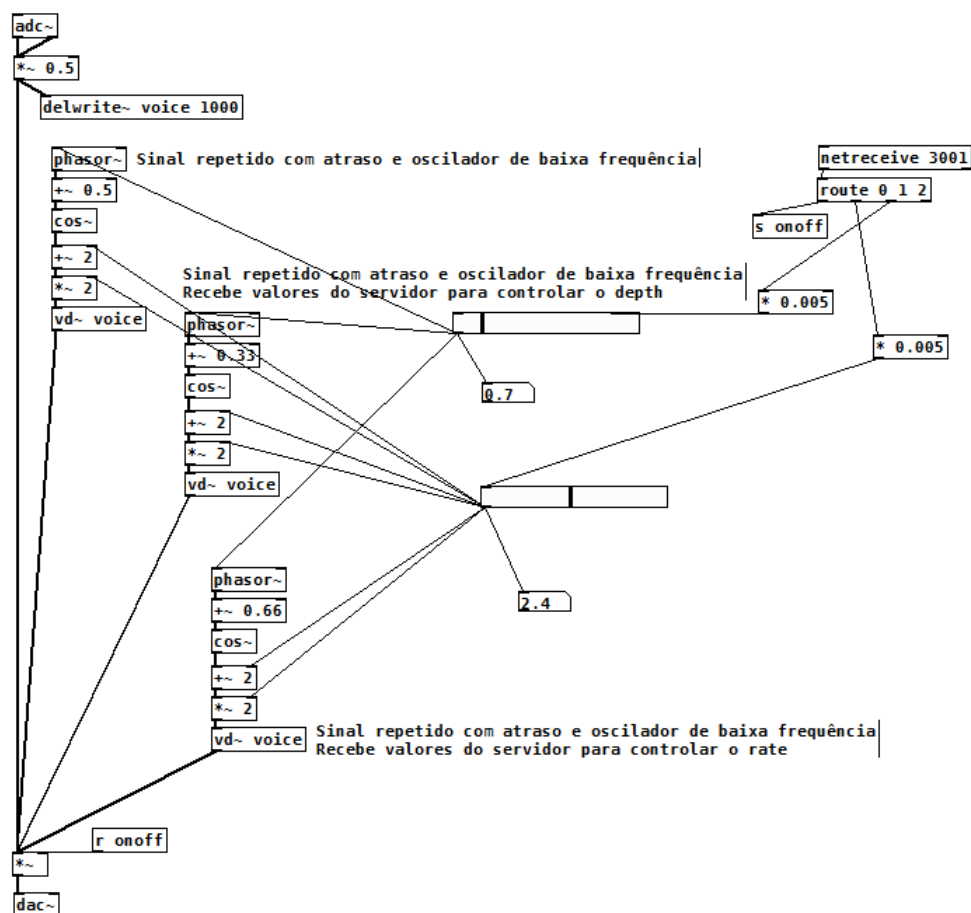 adc~
*~ 0.5
delwrite~ voice 1000
phasor~
Sinal repetido com atraso e oscilador de baixa frequência
netreceive 3001
+~ 0.5
route 0 1 2
cos~
s onoff
+~ 2
*~ 2
Sinal repetido com atraso e oscilador de baixa frequência
Recebe valores do servidor para controlar o depth
* 0.005
vd~ voice
phasor~
+~ 0.33
* 0.005
cos~
0.7
+~ 2
*~ 2
vd~ voice
phasor~
2.4
+~ 0.66
cos~
+~ 2
*~ 2
vd~ voice
Sinal repetido com atraso e oscilador de baixa frequência
Recebe valores do servidor para controlar o rate
r onoff
*~
dac~